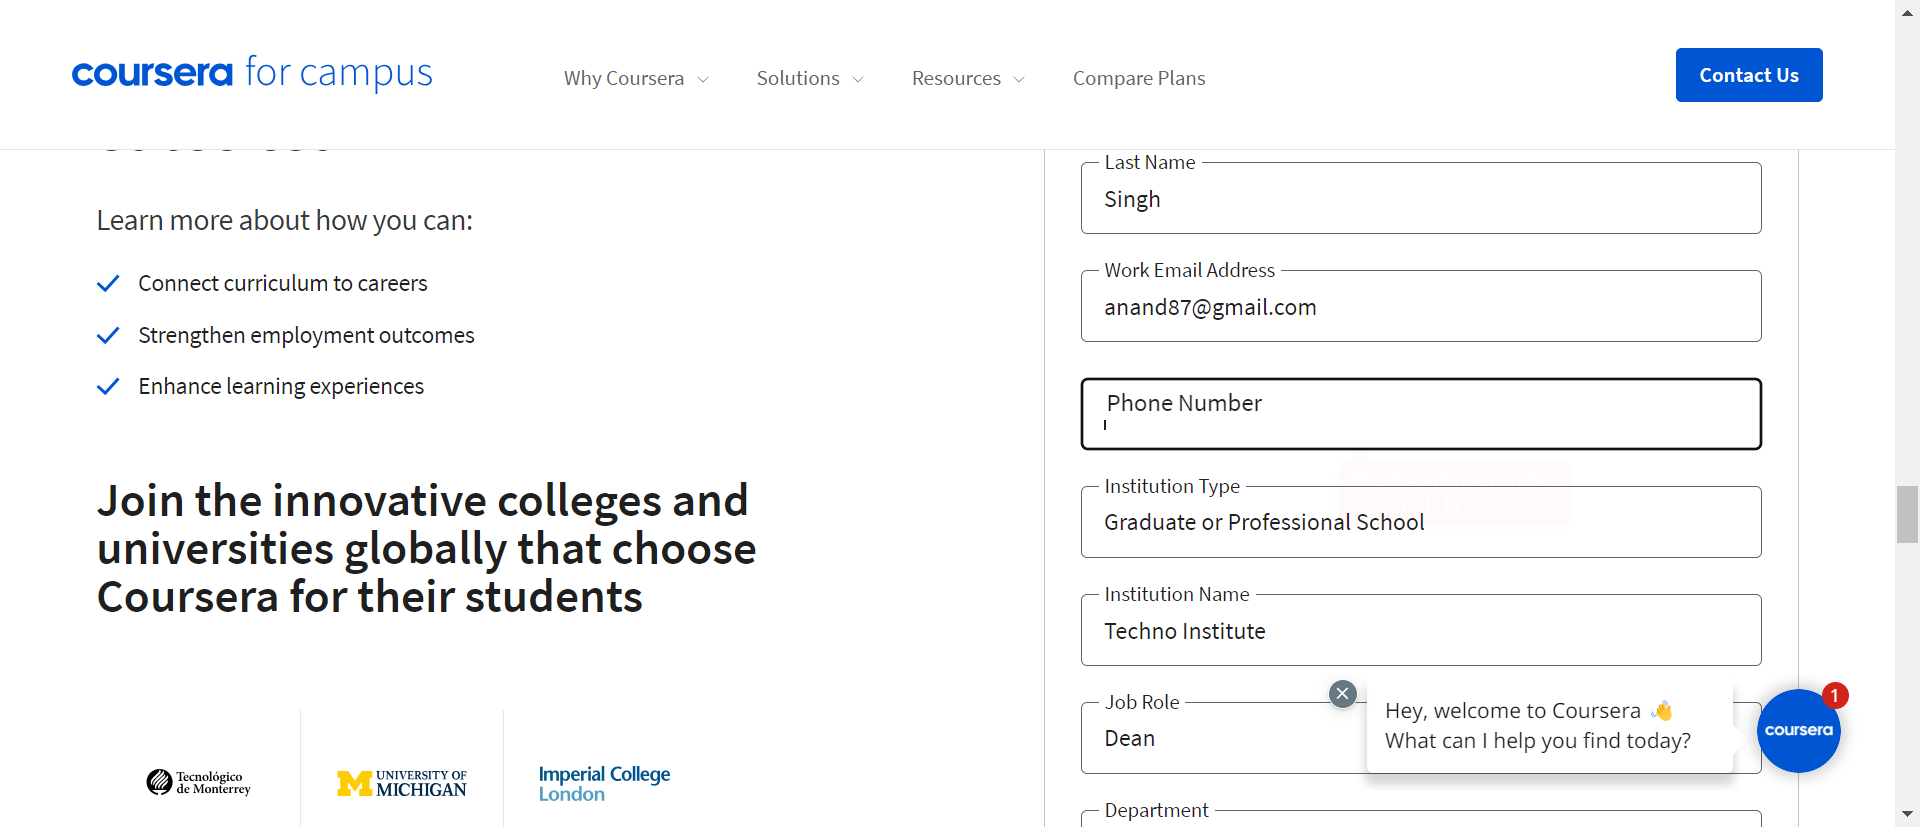 coursera for campus
Why Coursera
Solutions
Resources
Compare Plans
Contact Us
Learn more about how you can:
Connect curriculum to careers
Strengthen employment outcomes
Enhance learning experiences
Join the innovative colleges and
universities globally that choose
Coursera for their students
Tecnológico
de Monterrey
M UNIVERSITY OF
MICHIGAN
Imperial College
London
Last Name
Singh
Work Email Address
anand87@gmail.com
Phone Number
Institution Type
Graduate or Professional School
Institution Name
Techno Institute
Job Role
Dean
Department
Hey, welcome to Coursera 👋
What can I help you find today?
1
coursera